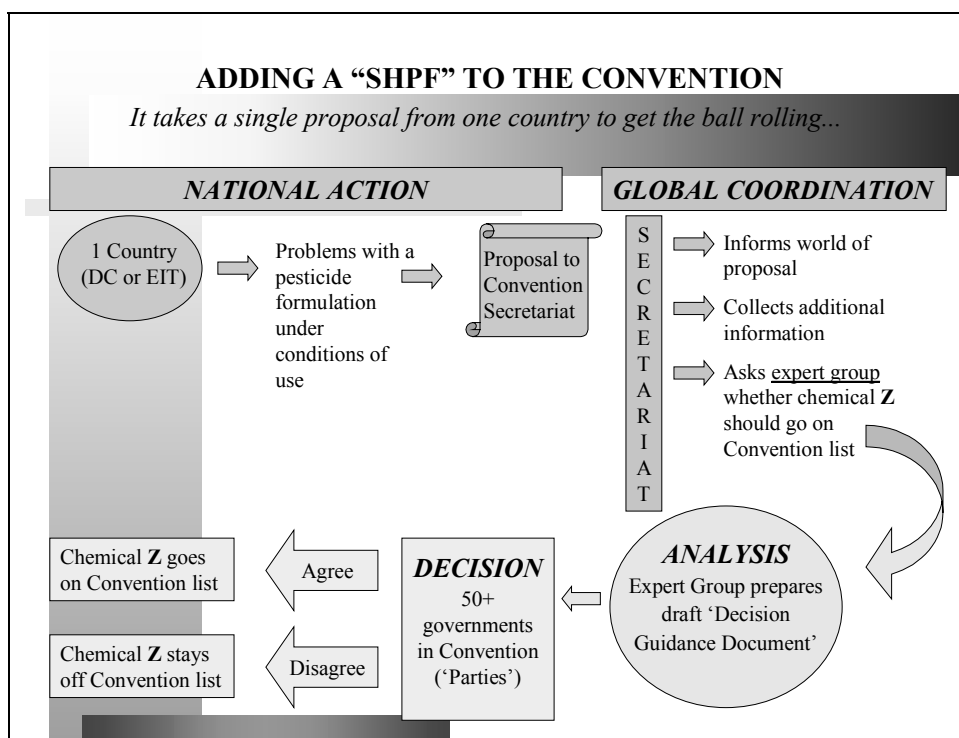 ADDING A “SHPF” TO THE CONVENTION
It takes a single proposal from one country to get the ball rolling...
NATIONAL ACTION
GLOBAL COORDINATION
1 Country
(DC or EIT)
Problems with a
pesticide
formulation
under
conditions of
use
Proposal to
Convention
Secretariat
SECRETARIAT
Informs world of
proposal
Collects additional
information
Asks expert group
whether chemical Z
should go on
Convention list
ANALYSIS
Expert Group prepares
draft ‘Decision
Guidance Document’
DECISION
50+
governments
in Convention
(‘Parties’)
Agree
Chemical Z goes
on Convention list
Disagree
Chemical Z stays
off Convention list